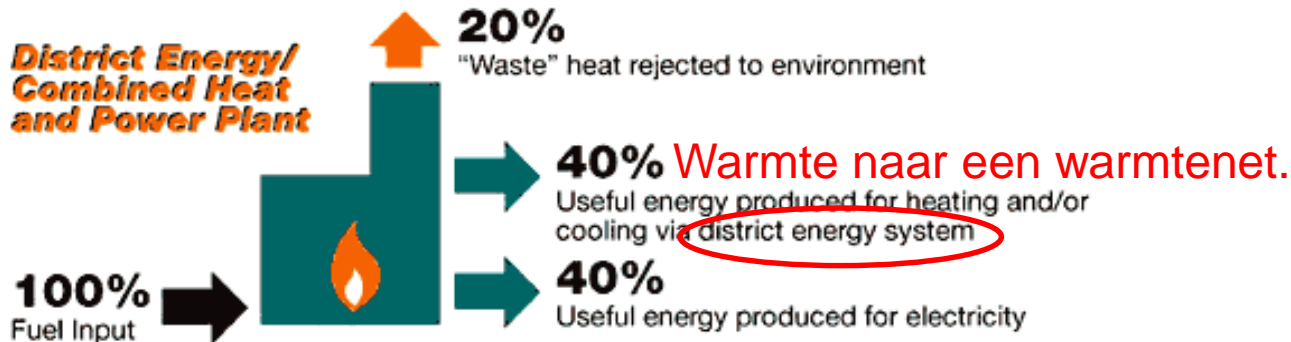 District Energy/
Combined Heat
and Power Plant
20%
“Waste” heat rejected to environment
40% Warmte naar een warmtenet.
Useful energy produced for heating and/or
cooling via district energy system
40%
Useful energy produced for electricity
100%
Fuel Input